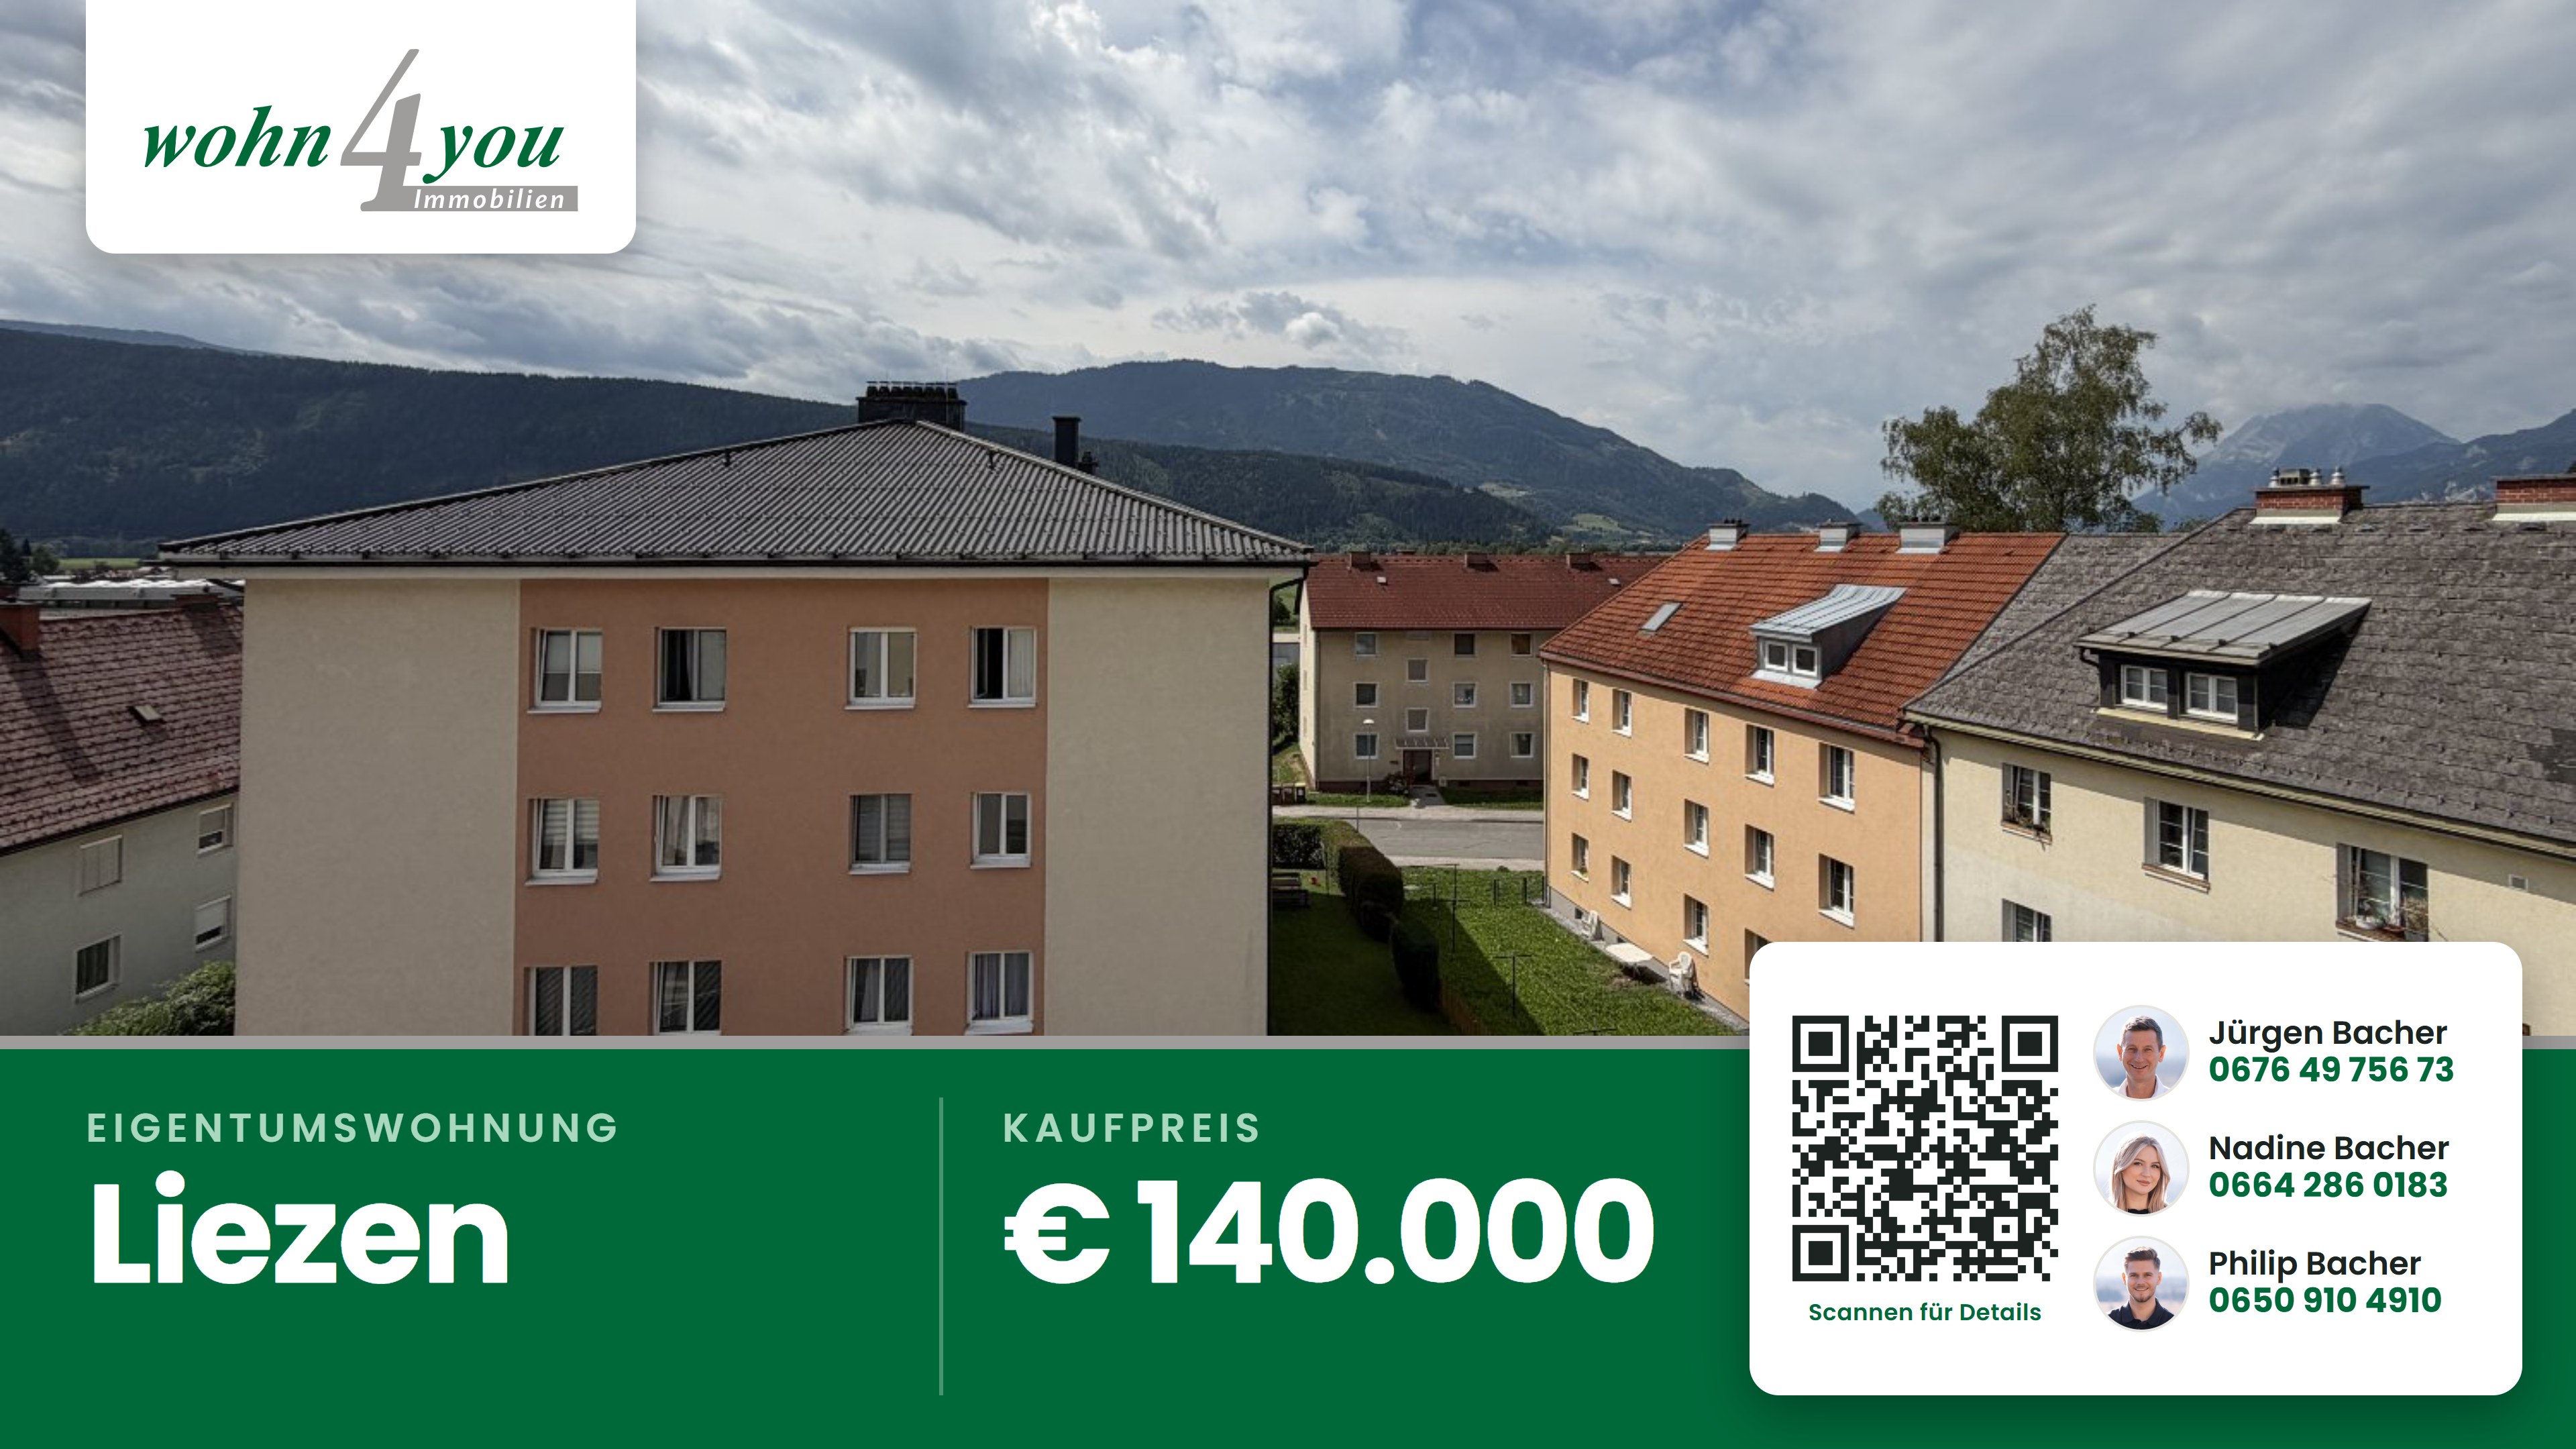 wohn4you
Immobilien
EIGENTUMSWOHNUNG
Liezen
KAUFPREIS
€ 140.000
Scannen für Details
Jürgen Bacher
0676 49 756 73
Nadine Bacher
0664 286 0183
Philip Bacher
0650 910 4910